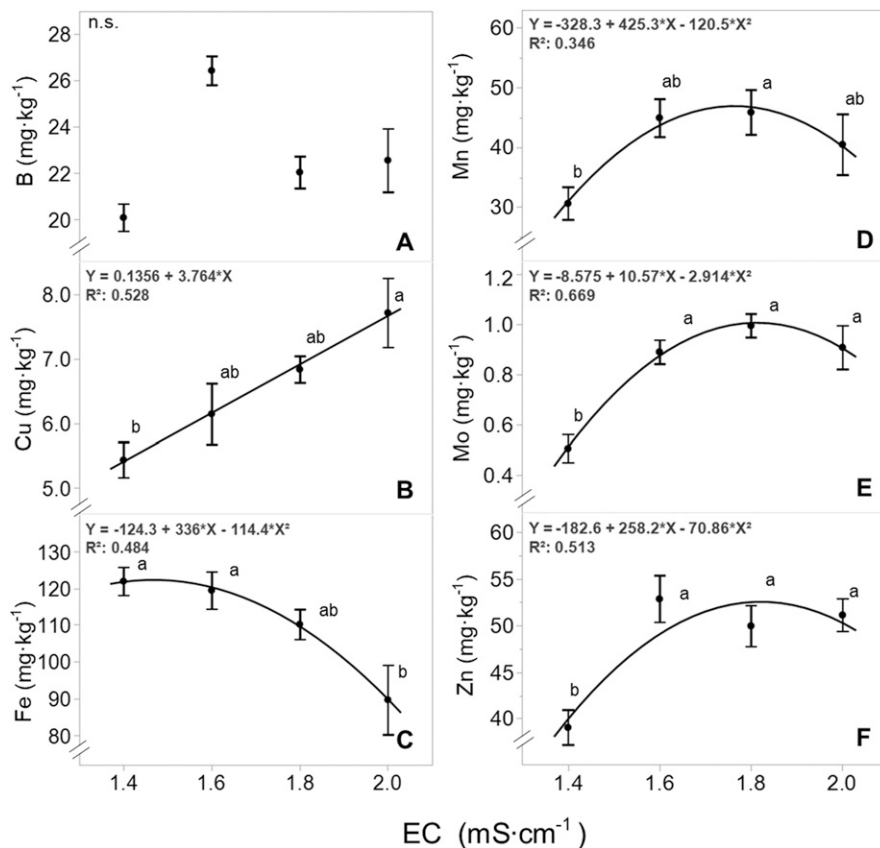 n.s.
28
26
24
22
20
B (mg·kg⁻¹)
A
Y = 0.1356 + 3.764*X
R²: 0.528
8.0
7.0
6.0
5.0
Cu (mg·kg⁻¹)
b
ab
ab
a
B
Y = -124.3 + 336*X - 114.4*X²
R²: 0.484
130
120
110
100
90
80
Fe (mg·kg⁻¹)
a
a
ab
b
C
1.4 1.6 1.8 2.0
Y = -328.3 + 425.3*X - 120.5*X²
R²: 0.346
60
50
40
30
Mn (mg·kg⁻¹)
b
ab
a
ab
D
Y = -8.575 + 10.57*X - 2.914*X²
R²: 0.669
1.2
1.0
0.8
0.6
0.4
Mo (mg·kg⁻¹)
b
a
a
a
E
Y = -182.6 + 258.2*X - 70.86*X²
R²: 0.513
60
55
50
45
40
Zn (mg·kg⁻¹)
b
a
a
a
F
1.4 1.6 1.8 2.0
EC (mS·cm⁻¹)